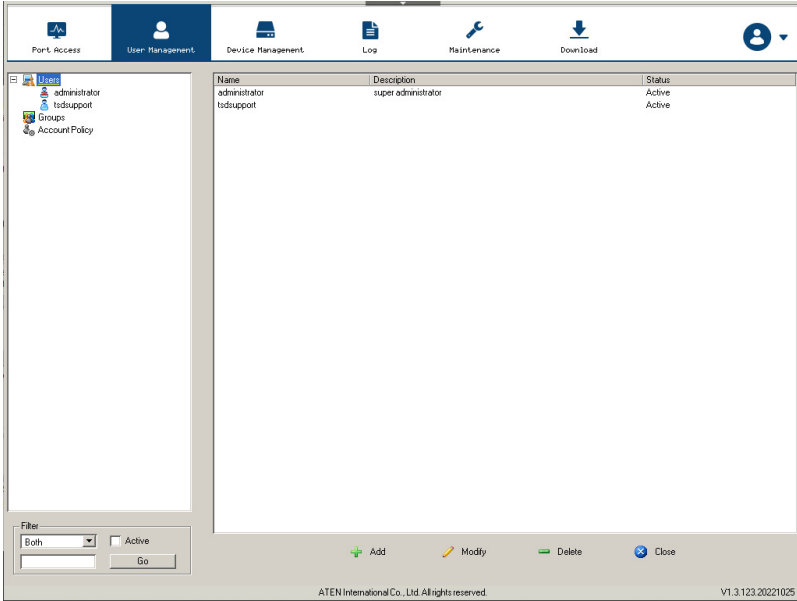 Port Access User Management Device Management Log Maintenance Download
Users
administrator
tsdsupport
Groups
Account Policy
Name Description Status
administrator super administrator Active
tsdsupport Active
Filter
Both Active
Go
Add Modify Delete Close
ATEN International Co., Ltd. All rights reserved. V1.3.123.20221025